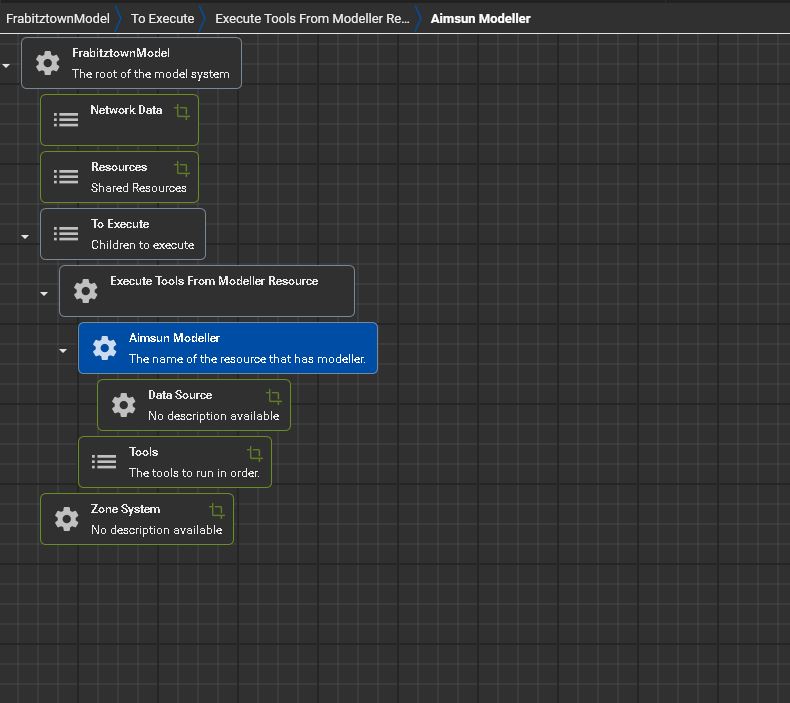 FrabitztownModel To Execute Execute Tools From Modeller Re... Aimsun Modeller
FrabitztownModel
The root of the model system
Network Data
Resources
Shared Resources
To Execute
Children to execute
Execute Tools From Modeller Resource
Aimsun Modeller
The name of the resource that has modeller.
Data Source
No description available
Tools
The tools to run in order.
Zone System
No description available